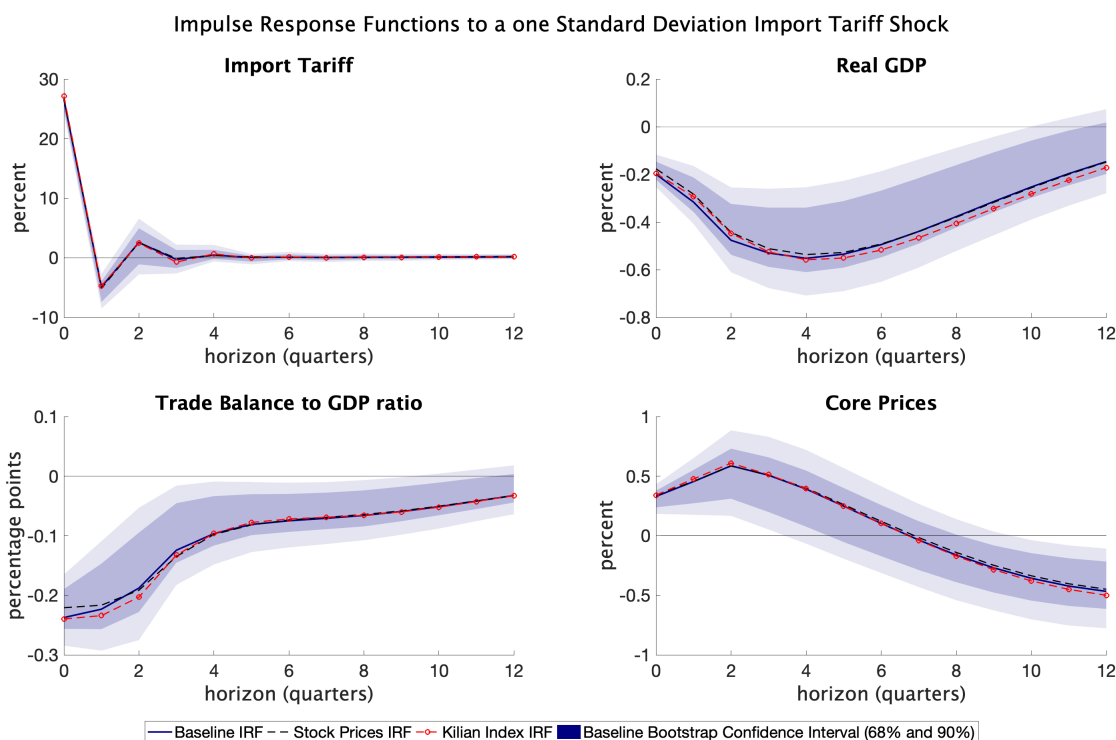 Impulse Response Functions to a one Standard Deviation Import Tariff Shock
Import Tariff
30
20
10
0
-10
percent
0 2 4 6 8 10 12
horizon (quarters)
Real GDP
0.2
0
-0.2
-0.4
-0.6
-0.8
percent
0 2 4 6 8 10 12
horizon (quarters)
Trade Balance to GDP ratio
0.1
0
-0.1
-0.2
-0.3
percentage points
0 2 4 6 8 10 12
horizon (quarters)
Core Prices
1
0.5
0
-0.5
-1
percent
0 2 4 6 8 10 12
horizon (quarters)
Baseline IRF Stock Prices IRF Kilian Index IRF Baseline Bootstrap Confidence Interval (68% and 90%)